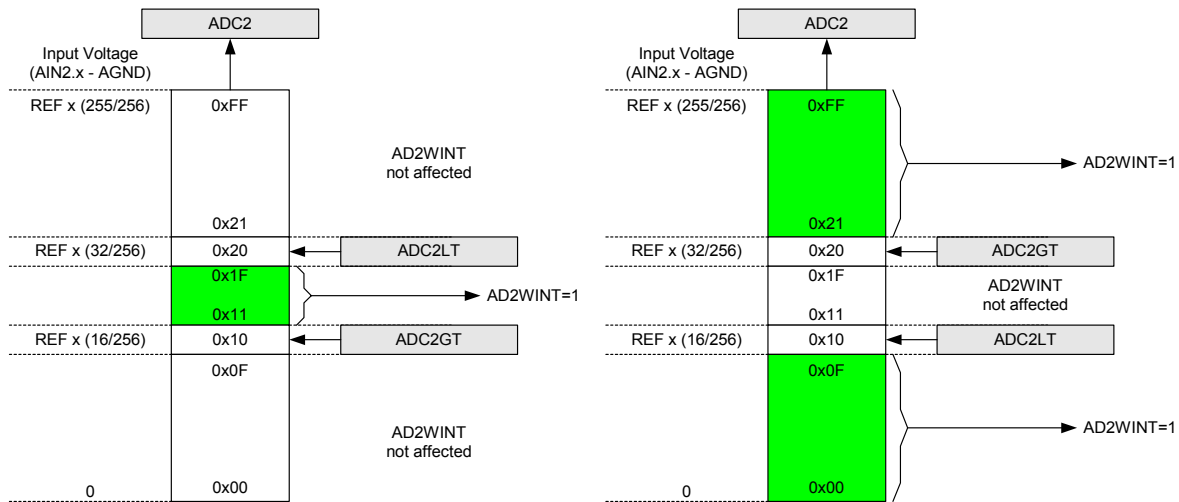 ADC2
Input Voltage
(AIN2.x - AGND)
REF x (255/256)
0xFF
AD2WINT
not affected
0x21
REF x (32/256)
0x20
ADC2LT
0x1F
AD2WINT=1
0x11
REF x (16/256)
0x10
ADC2GT
0x0F
AD2WINT
not affected
0
0x00
ADC2
Input Voltage
(AIN2.x - AGND)
REF x (255/256)
0xFF
AD2WINT=1
0x21
REF x (32/256)
0x20
ADC2GT
0x1F
AD2WINT
not affected
0x11
REF x (16/256)
0x10
ADC2LT
0x0F
AD2WINT=1
0
0x00